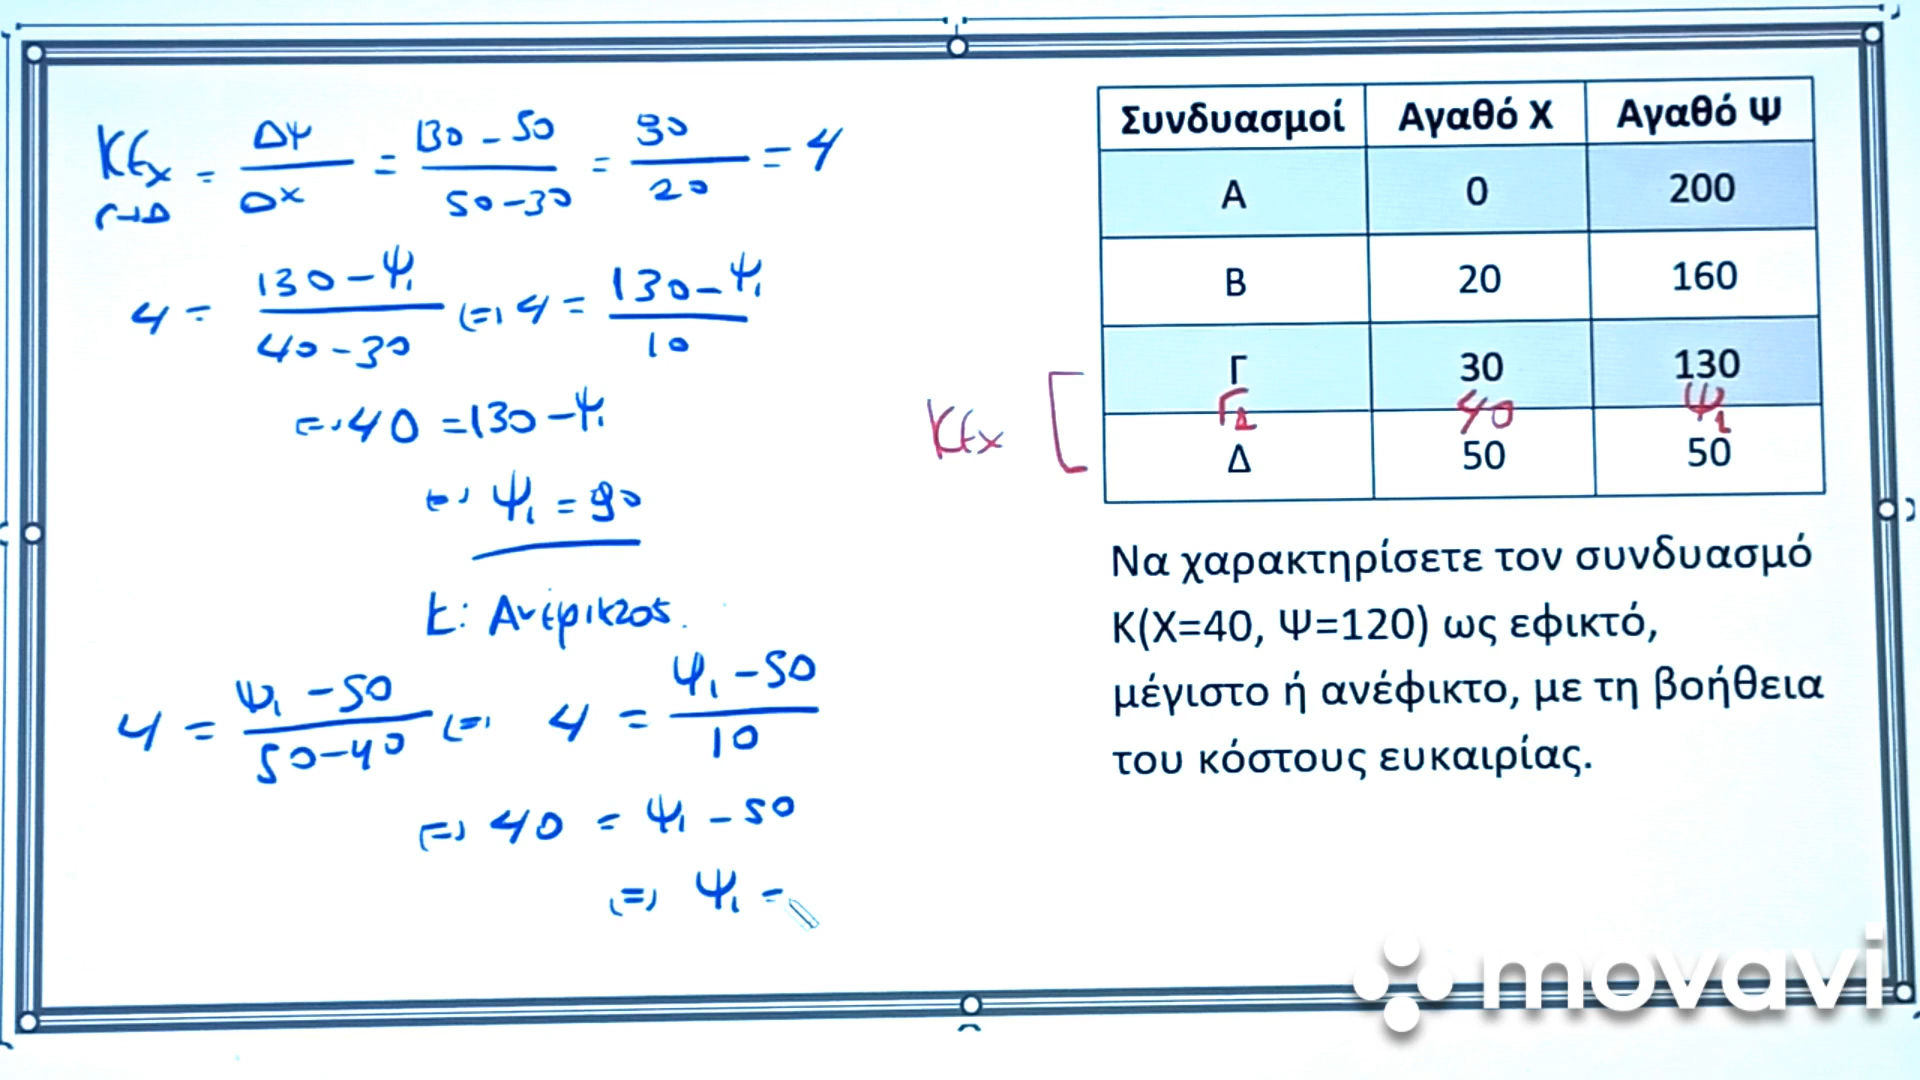 ΚΕx Γ→Δ = ΔΨ/Δx = 130-50/50-30 = 90/20 = 4
4 = 130-Ψ₁/40-30 (=) 4 = 130-Ψ₁/10
=) 40 = 130-Ψ₁
=) Ψ₁ = 90
Ε: Ανέφικτος.
4 = Ψ₁-50/50-40 (=) 4 = Ψ₁-50/10
(=) 40 = Ψ₁-50
(=) Ψ₁ =
Συνδυασμοί Αγαθό Χ Αγαθό Ψ
Α 0 200
Β 20 160
Γ 30 130
Γ₁ 40 Ψ₁
Δ 50 50
ΚΕx
Να χαρακτηρίσετε τον συνδυασμό
Κ(Χ=40, Ψ=120) ως εφικτό,
μέγιστο ή ανέφικτο, με τη βοήθεια
του κόστους ευκαιρίας.
movavi